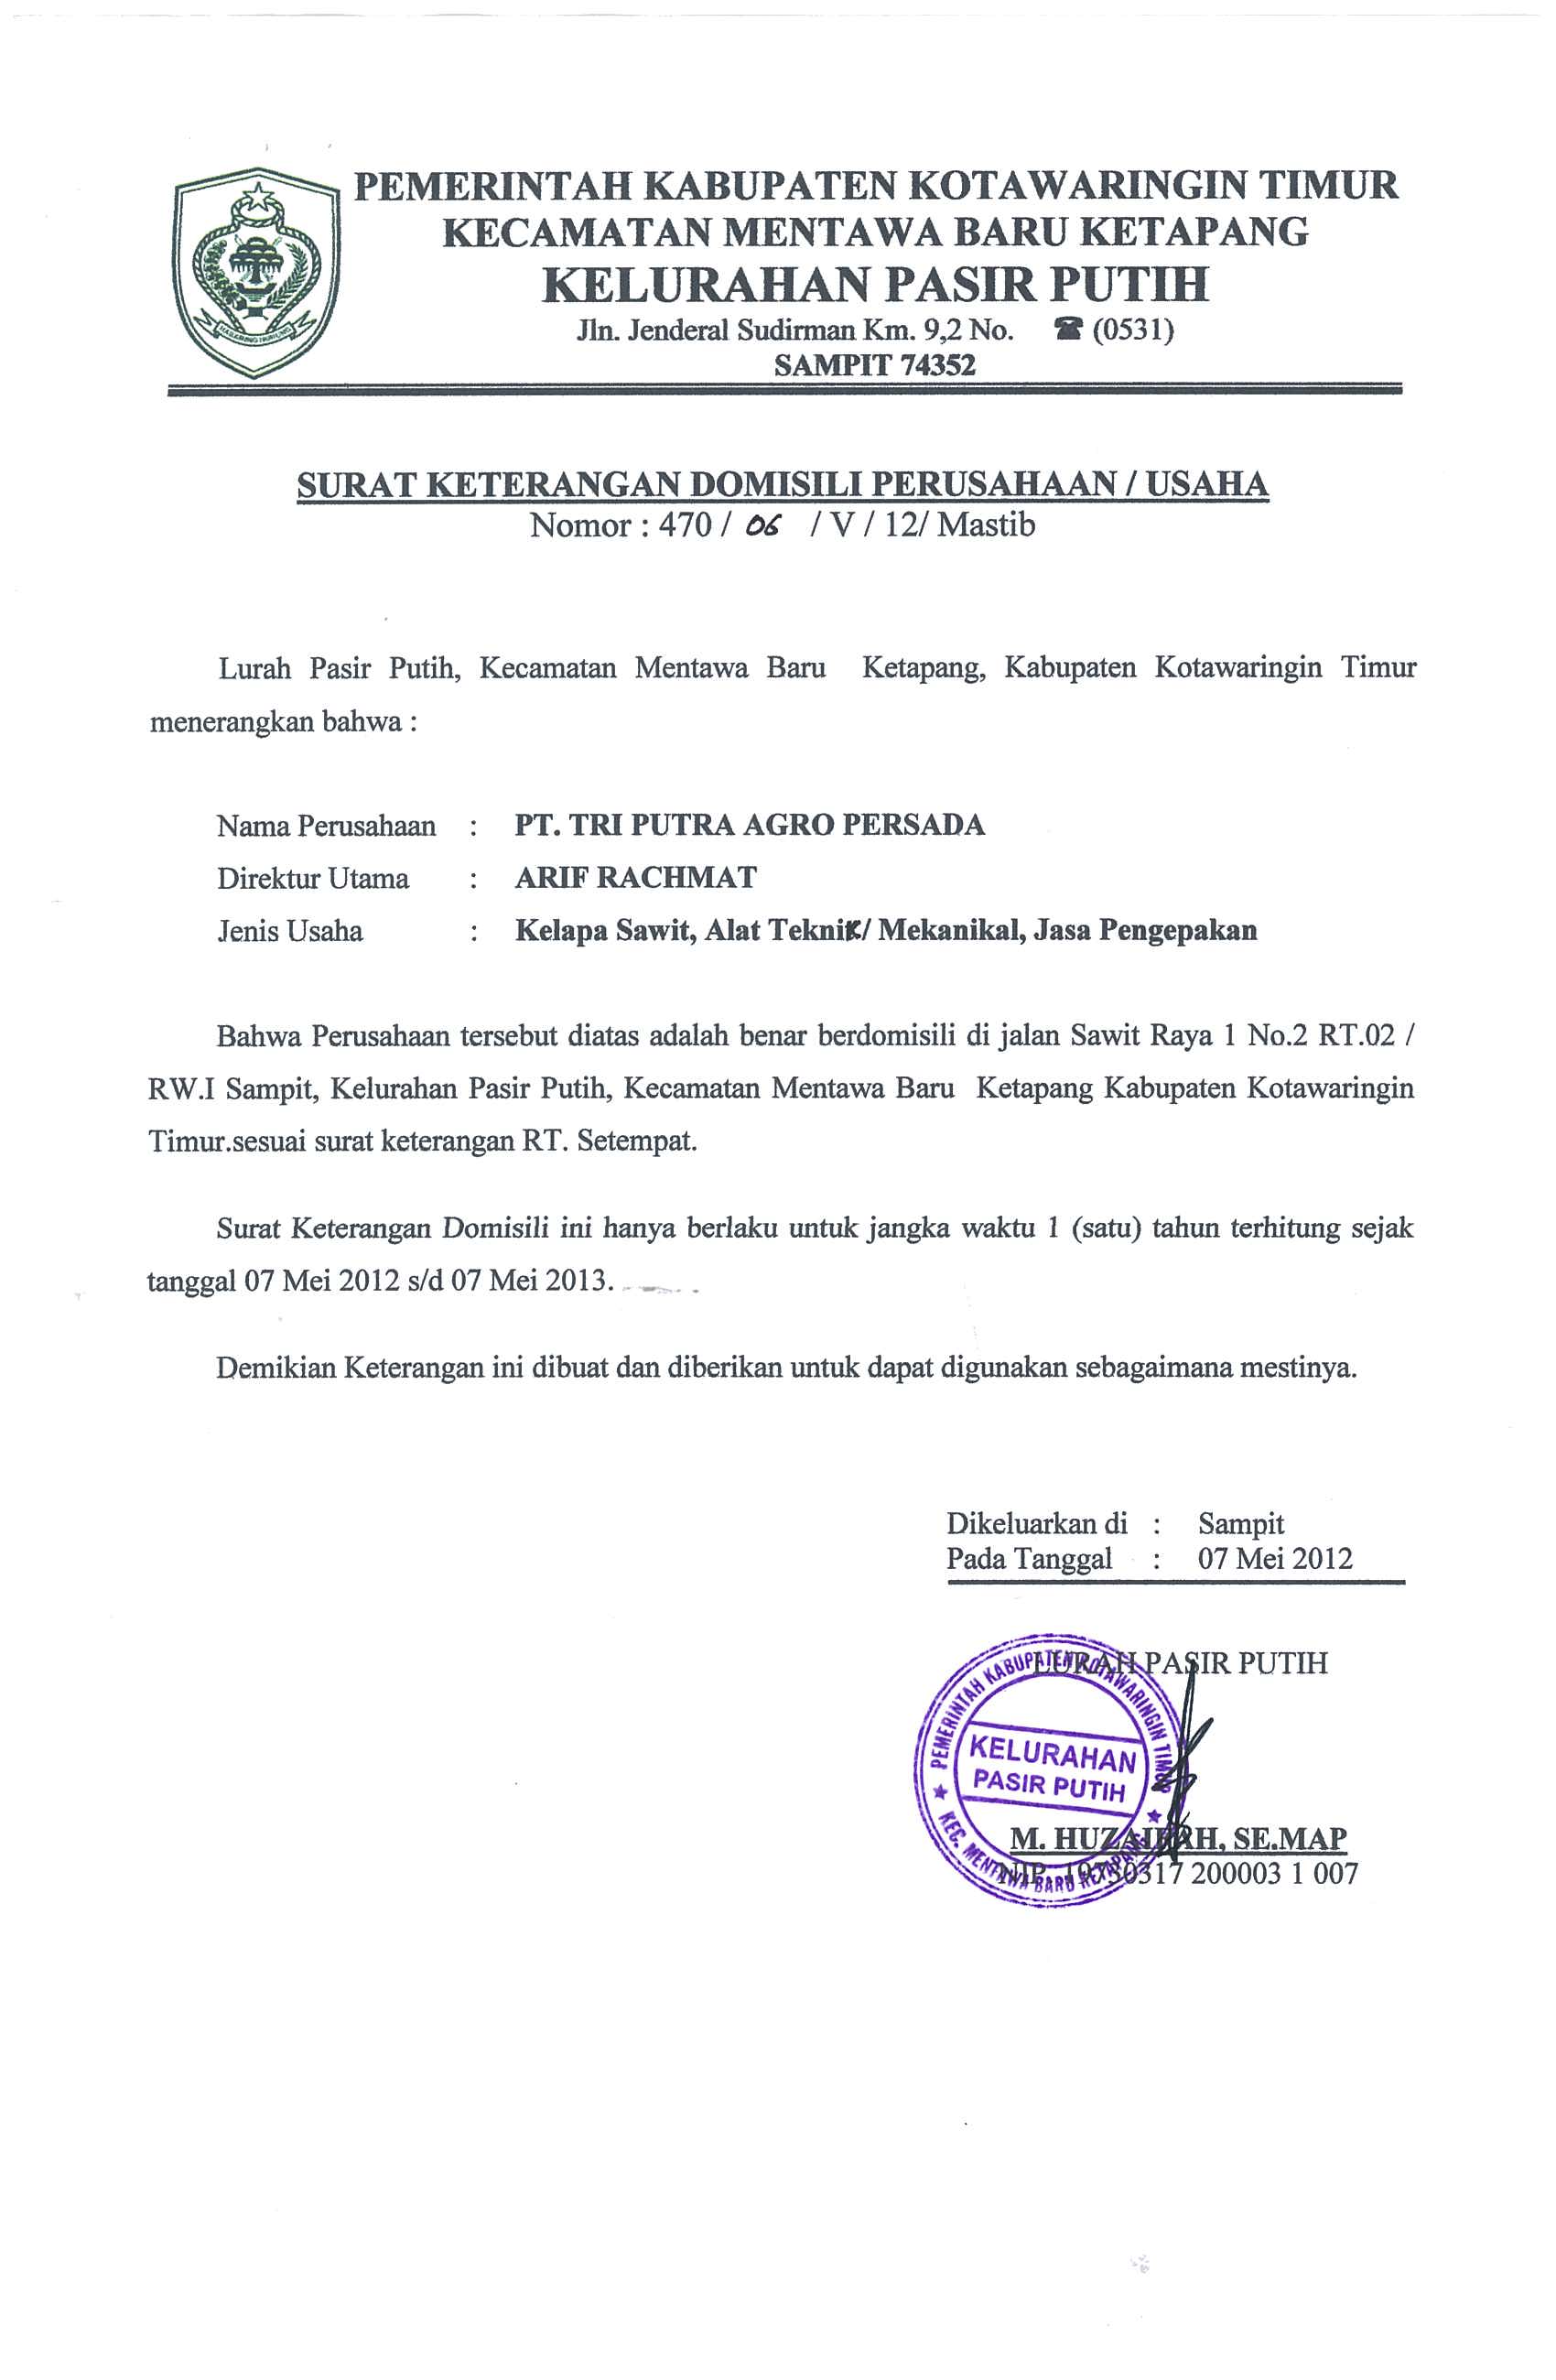 PEMERINTAH KABUPATEN KOTAWARINGIN TIMUR
KECAMATAN MENTAWA BARU KETAPANG
KELURAHAN PASIR PUTIH
Jln. Jenderal Sudirman Km. 9,2 No. ☎ (0531)
SAMPIT 74352
SURAT KETERANGAN DOMISILI PERUSAHAAN / USAHA
Nomor : 470 / 06 / V / 12/ Mastib
Lurah Pasir Putih, Kecamatan Mentawa Baru Ketapang, Kabupaten Kotawaringin Timur
menerangkan bahwa :
Nama Perusahaan : PT. TRI PUTRA AGRO PERSADA
Direktur Utama : ARIF RACHMAT
Jenis Usaha : Kelapa Sawit, Alat Teknik/ Mekanikal, Jasa Pengepakan
Bahwa Perusahaan tersebut diatas adalah benar berdomisili di jalan Sawit Raya 1 No.2 RT.02 /
RW.I Sampit, Kelurahan Pasir Putih, Kecamatan Mentawa Baru Ketapang Kabupaten Kotawaringin
Timur.sesuai surat keterangan RT. Setempat.
Surat Keterangan Domisili ini hanya berlaku untuk jangka waktu 1 (satu) tahun terhitung sejak
tanggal 07 Mei 2012 s/d 07 Mei 2013.
Demikian Keterangan ini dibuat dan diberikan untuk dapat digunakan sebagaimana mestinya.
Dikeluarkan di : Sampit
Pada Tanggal : 07 Mei 2012
LURAH PASIR PUTIH
PEMERINTAH KABUPATEN KOTAWARINGIN TIMUR
KELURAHAN
PASIR PUTIH
KEC. MENTAWA BARU KETAPANG
M. HUZAIFAH, SE.MAP
NIP. 19730317 200003 1 007